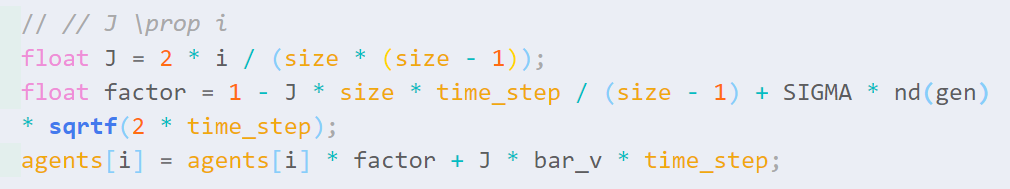 // // J \prop i
float J = 2 * i / (size * (size - 1));
float factor = 1 - J * size * time_step / (size - 1) + SIGMA * nd(gen)
* sqrtf(2 * time_step);
agents[i] = agents[i] * factor + J * bar_v * time_step;